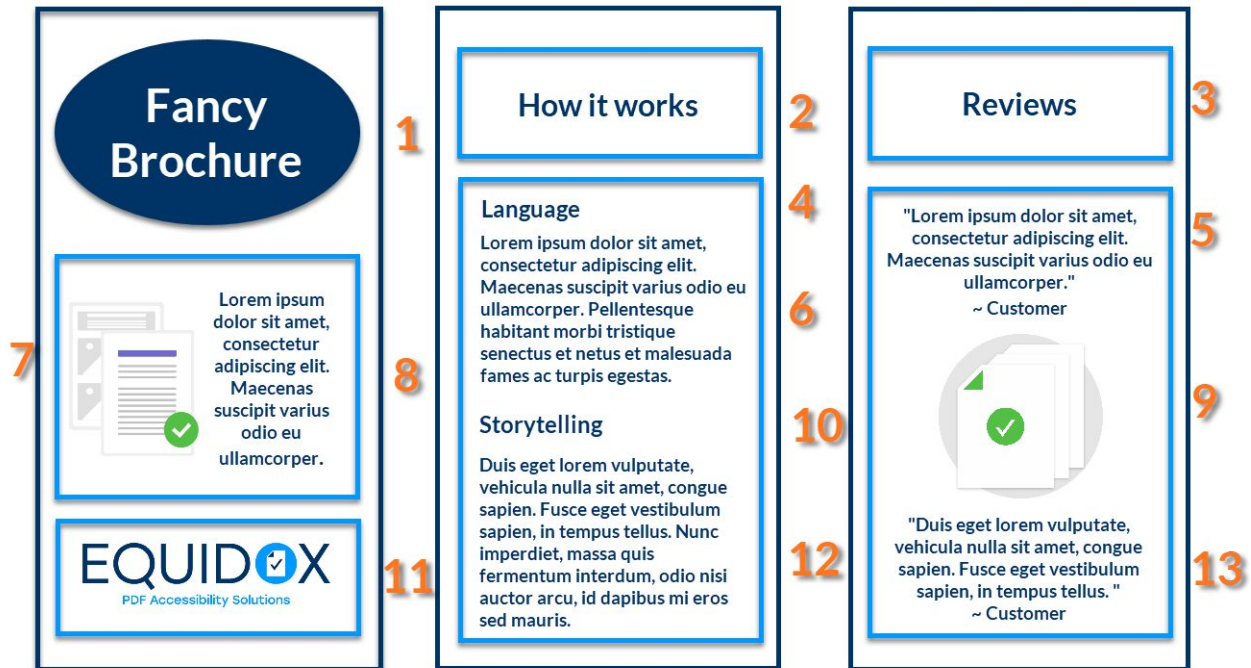 Fancy
Brochure
1
7
Lorem ipsum
dolor sit amet,
consectetur
adipiscing elit.
Maecenas
suscipit varius
odio eu
ullamcorper.
8
EQUIDOX
PDF Accessibility Solutions
11
How it works
2
Language
4
Lorem ipsum dolor sit amet,
consectetur adipiscing elit.
Maecenas suscipit varius odio eu
ullamcorper. Pellentesque
habitant morbi tristique
senectus et netus et malesuada
fames ac turpis egestas.
6
Storytelling
10
Duis eget lorem vulputate,
vehicula nulla sit amet, congue
sapien. Fusce eget vestibulum
sapien, in tempus tellus. Nunc
imperdiet, massa quis
fermentum interdum, odio nisi
auctor arcu, id dapibus mi eros
sed mauris.
12
Reviews
3
"Lorem ipsum dolor sit amet,
consectetur adipiscing elit.
Maecenas suscipit varius odio eu
ullamcorper."
~ Customer
5
9
"Duis eget lorem vulputate,
vehicula nulla sit amet, congue
sapien. Fusce eget vestibulum
sapien, in tempus tellus. "
~ Customer
13